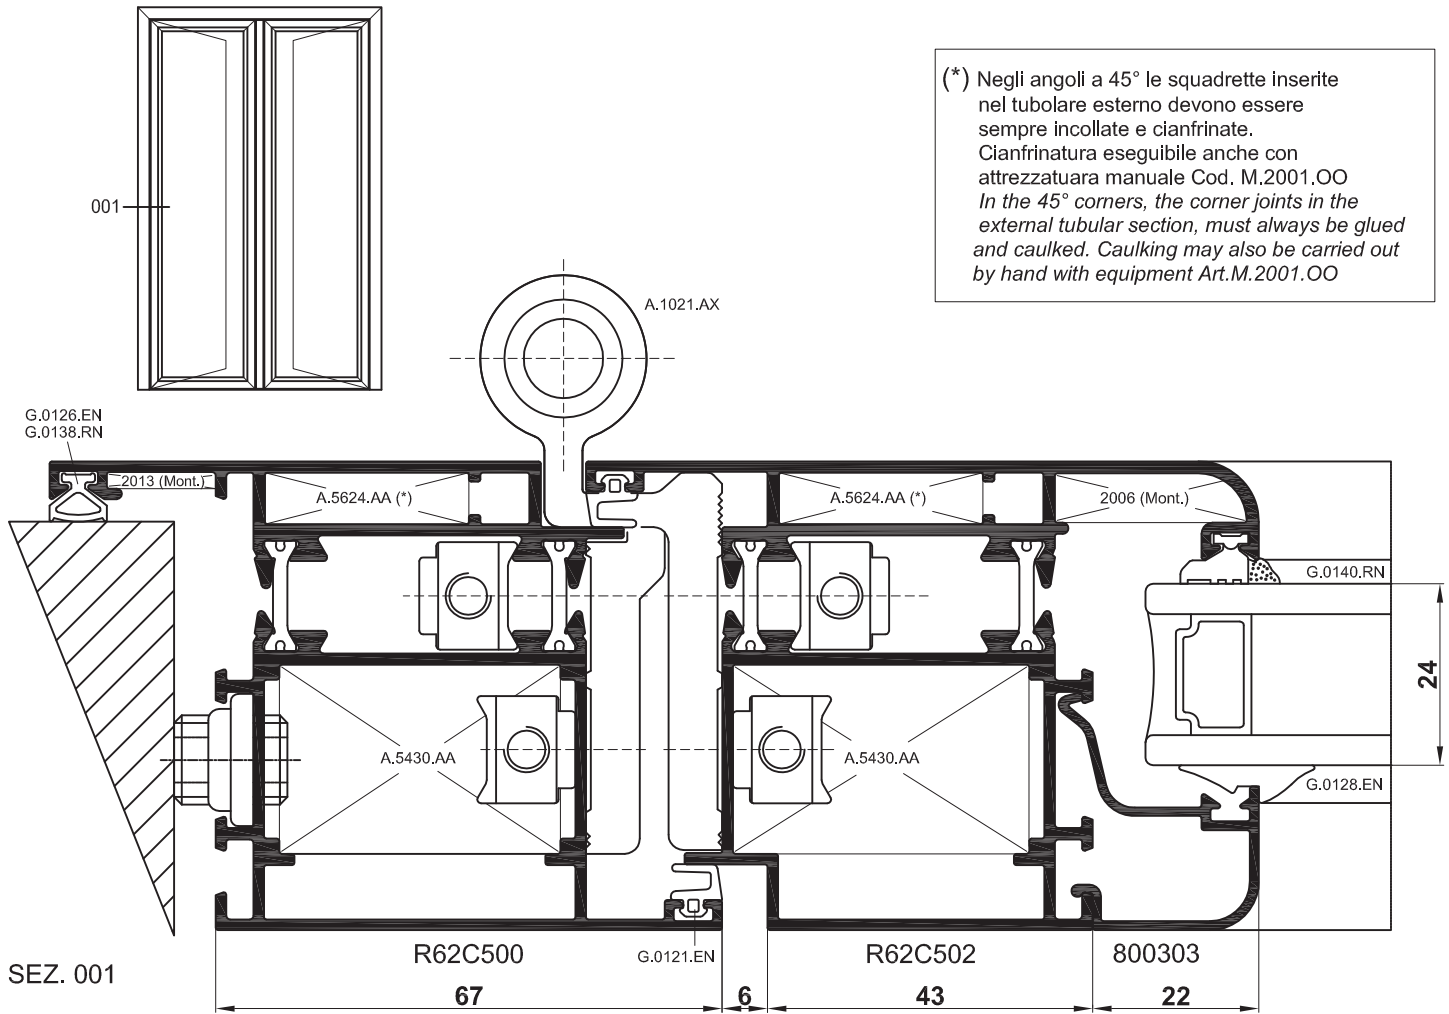 (*) Negli angoli a 45° le squadrette inserite
nel tubolare esterno devono essere
sempre incollate e cianfrinate.
Cianfrinatura eseguibile anche con
attrezzatuara manuale Cod. M.2001.OO
In the 45° corners, the corner joints in the
external tubular section, must always be glued
and caulked. Caulking may also be carried out
by hand with equipment Art.M.2001.OO
001
A.1021.AX
G.0126.EN
G.0138.RN
2013 (Mont.)
A.5624.AA (*)
A.5624.AA (*)
2006 (Mont.)
G.0140.RN
24
A.5430.AA
A.5430.AA
G.0128.EN
R62C500
G.0121.EN
R62C502
800303
SEZ. 001
67
6
43
22